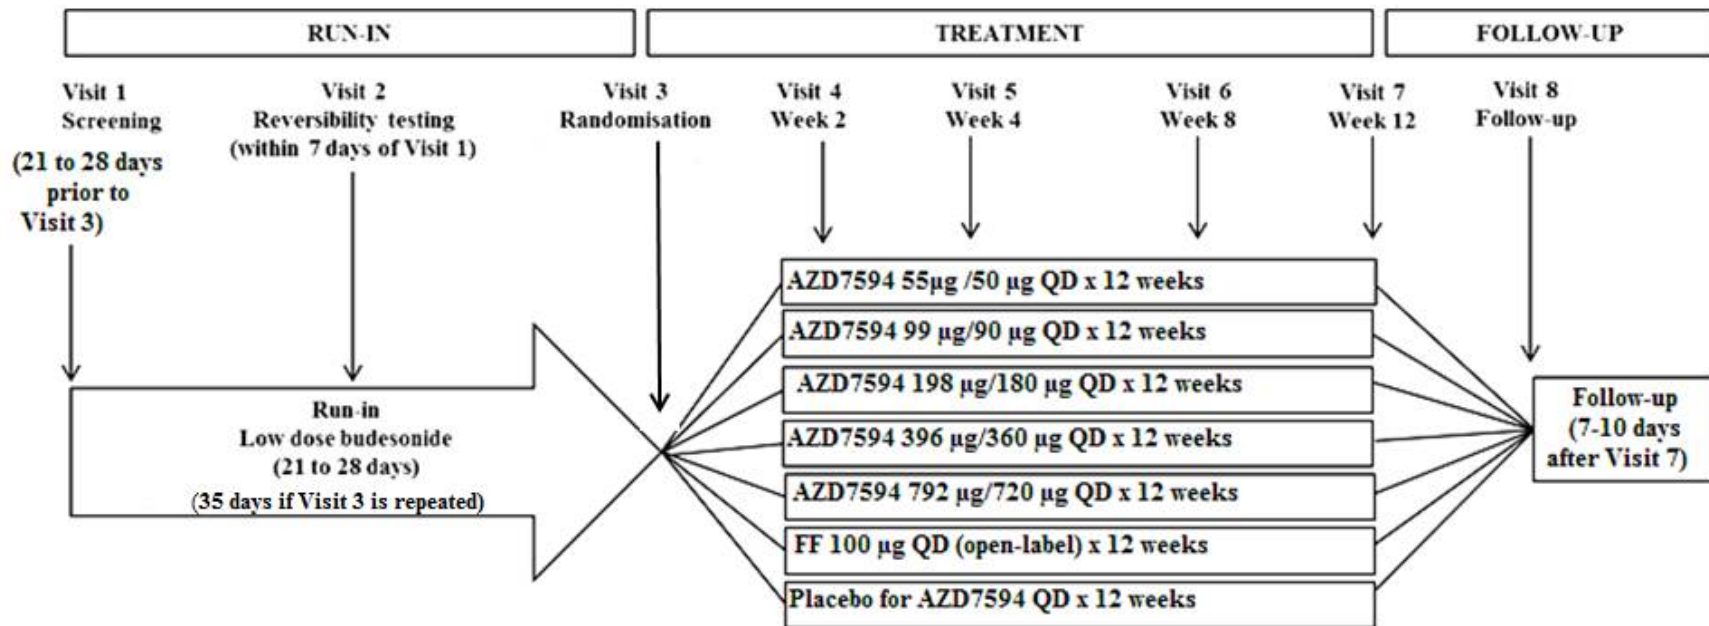 RUN-IN
TREATMENT
FOLLOW-UP
Visit 1
Screening
(21 to 28 days
prior to
Visit 3)
Visit 2
Reversibility testing
(within 7 days of Visit 1)
Visit 3
Randomisation
Visit 4
Week 2
Visit 5
Week 4
Visit 6
Week 8
Visit 7
Week 12
Visit 8
Follow-up
Run-in
Low dose budesonide
(21 to 28 days)
(35 days if Visit 3 is repeated)
AZD7594 55µg /50 µg QD x 12 weeks
AZD7594 99 µg/90 µg QD x 12 weeks
AZD7594 198 µg/180 µg QD x 12 weeks
AZD7594 396 µg/360 µg QD x 12 weeks
AZD7594 792 µg/720 µg QD x 12 weeks
FF 100 µg QD (open-label) x 12 weeks
Placebo for AZD7594 QD x 12 weeks
Follow-up
(7-10 days
after Visit 7)